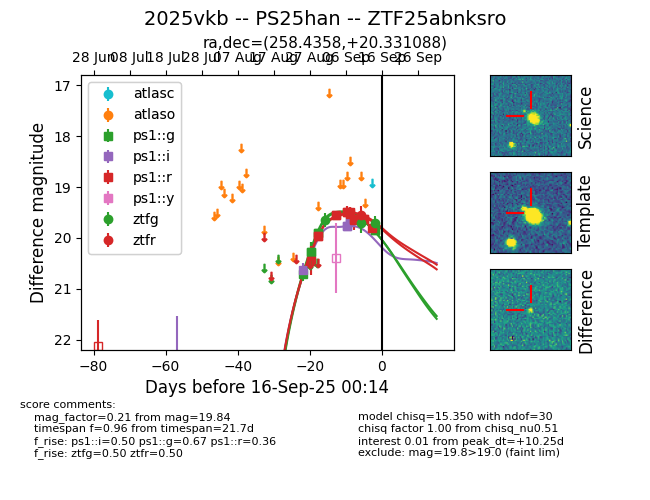 2025vkb -- PS25han -- ZTF25abnksro
ra,dec=(258.4358,+20.331088)
28 Jun 08 Jul 18 Jul 28 Jul 07 Aug 17 Aug 27 Aug 06 Sep 16 Sep 26 Sep
17
18
19
20
21
22
Difference magnitude
atlasc
atlaso
ps1::g
ps1::i
ps1::r
ps1::y
ztfg
ztfr
−80 −60 −40 −20 0
Days before 16-Sep-25 00:14
Science
Template
Difference
score comments:
mag_factor=0.21 from mag=19.84
timespan f=0.96 from timespan=21.7d
f_rise: ps1::i=0.50 ps1::g=0.67 ps1::r=0.36
f_rise: ztfg=0.50 ztfr=0.50
model chisq=15.350 with ndof=30
chisq factor 1.00 from chisq_nu0.51
interest 0.01 from peak_dt=+10.25d
exclude: mag=19.8>19.0 (faint lim)